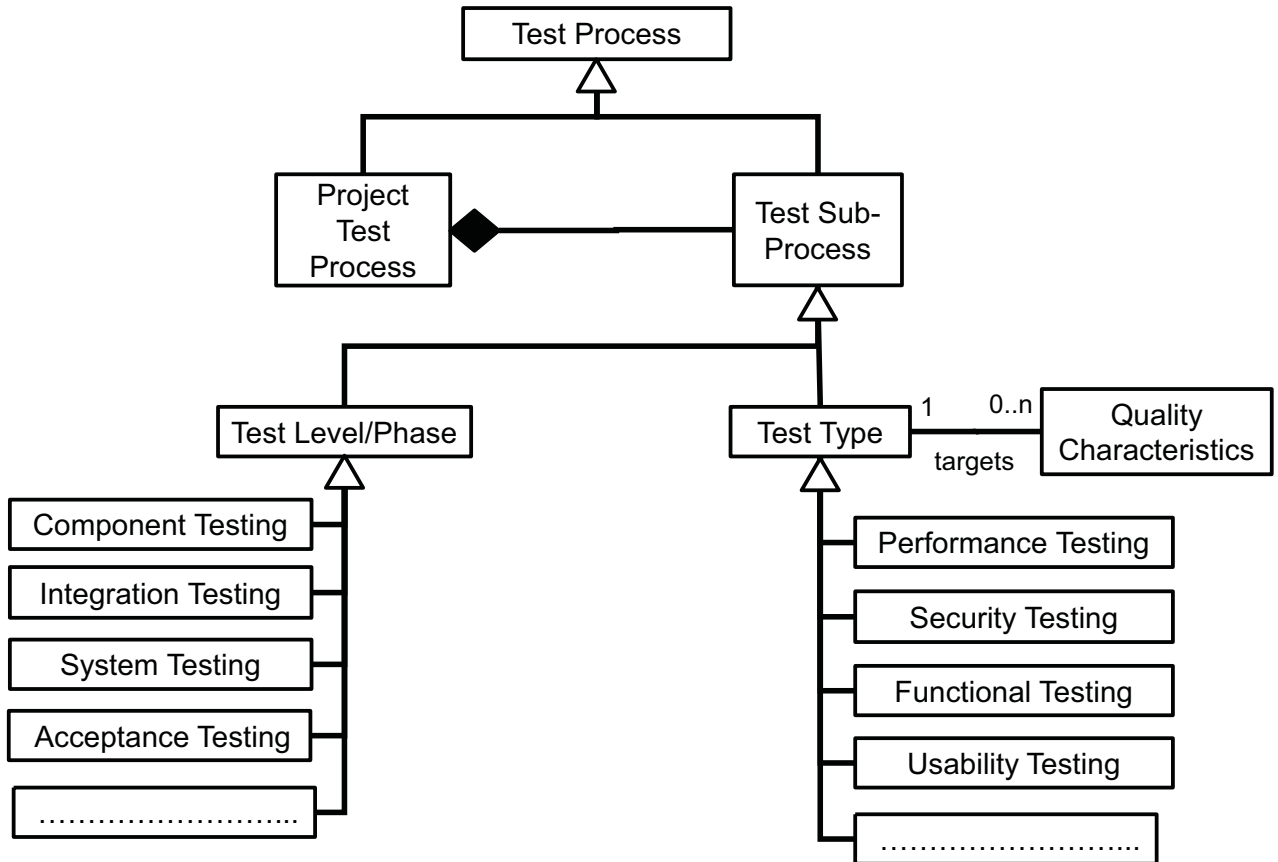 Test Process
Project
Test
Process
Test Sub-
Process
Test Level/Phase
Test Type
1
0..n
targets
Quality
Characteristics
Component Testing
Integration Testing
System Testing
Acceptance Testing
………………………...
Performance Testing
Security Testing
Functional Testing
Usability Testing
………………………...